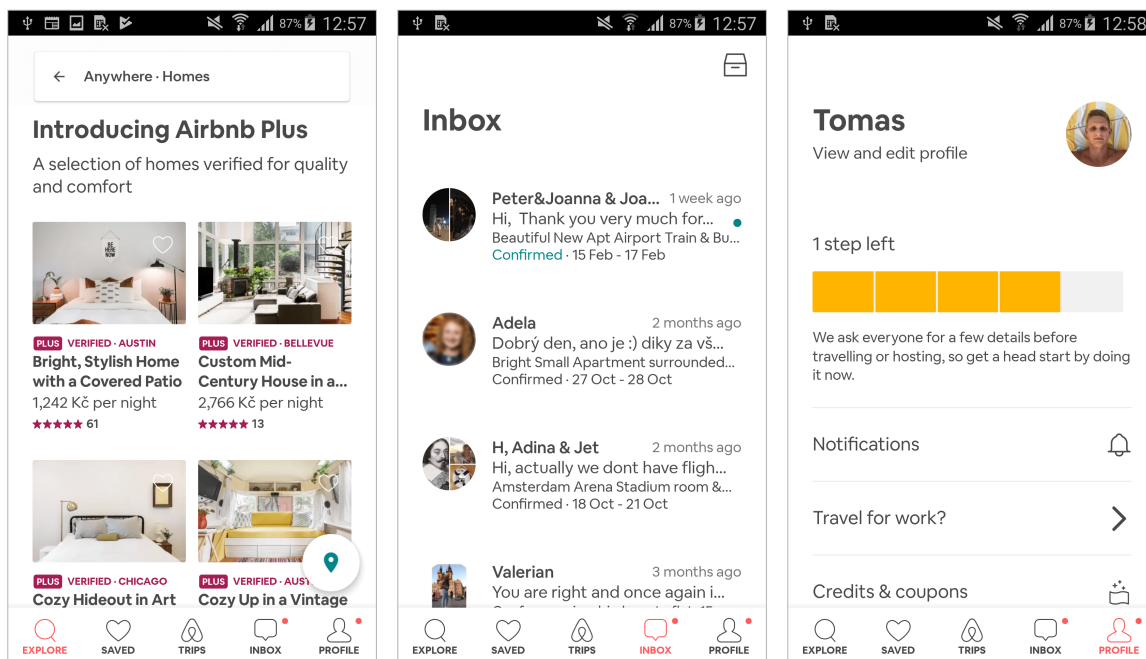 87% 12:57
Anywhere · Homes
Introducing Airbnb Plus
A selection of homes verified for quality
and comfort
BE
HERE
NOW
PLUS VERIFIED · AUSTIN
Bright, Stylish Home
with a Covered Patio
1,242 Kč per night
61
PLUS VERIFIED · BELLEVUE
Custom Mid-
Century House in a...
2,766 Kč per night
13
PLUS VERIFIED · CHICAGO
Cozy Hideout in Art
PLUS VERIFIED · AUST
Cozy Up in a Vintage
EXPLORE SAVED TRIPS INBOX PROFILE
87% 12:57
Inbox
Peter&Joanna & Joa... 1 week ago
Hi, Thank you very much for...
Beautiful New Apt Airport Train & Bu...
Confirmed · 15 Feb - 17 Feb
Adela 2 months ago
Dobrý den, ano je :) diky za vš...
Bright Small Apartment surrounded...
Confirmed · 27 Oct - 28 Oct
H, Adina & Jet 2 months ago
Hi, actually we dont have fligh...
Amsterdam Arena Stadium room &...
Confirmed · 18 Oct - 21 Oct
Valerian 3 months ago
You are right and once again i...
EXPLORE SAVED TRIPS INBOX PROFILE
87% 12:58
Tomas
View and edit profile
1 step left
We ask everyone for a few details before
travelling or hosting, so get a head start by doing
it now.
Notifications
Travel for work?
Credits & coupons
EXPLORE SAVED TRIPS INBOX PROFILE